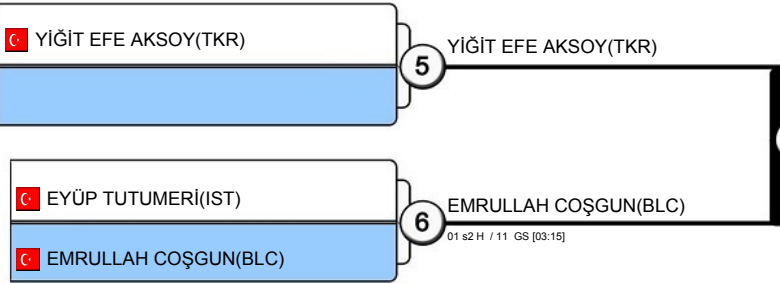 YİĞİT EFE AKSOY(TKR)
5
YİĞİT EFE AKSOY(TKR)
EYÜP TUTUMERİ(IST)
6
EMRULLAH COŞGUN(BLC)
01 s2 H / 11 GS [03:15]
EMRULLAH COŞGUN(BLC)